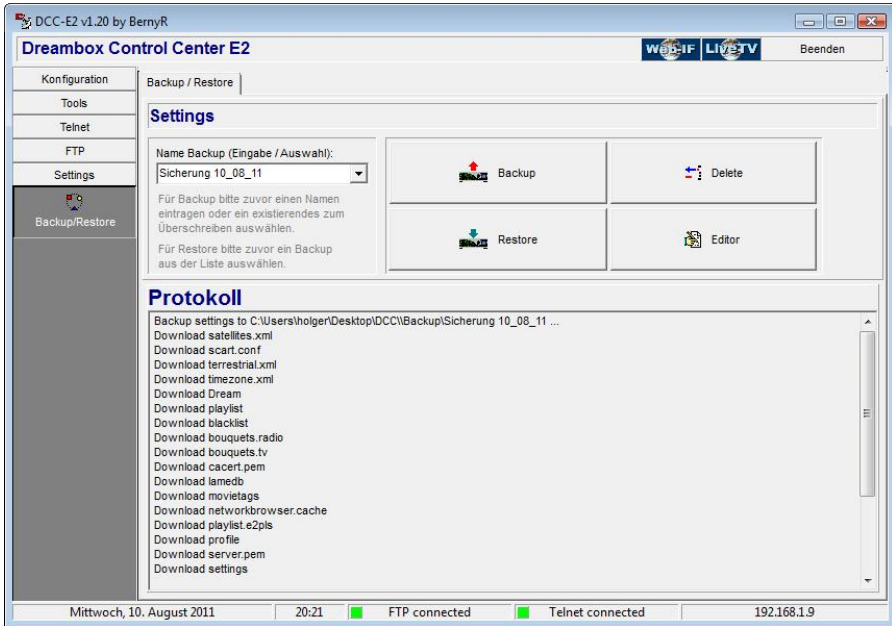 DCC-E2 v1.20 by BernyR
Dreambox Control Center E2
Web-IF
LiveTV
Beenden
Konfiguration
Tools
Telnet
FTP
Settings
Backup/Restore
Backup / Restore
Settings
Name Backup (Eingabe / Auswahl):
Sicherung 10_08_11
Für Backup bitte zuvor einen Namen
eintragen oder ein existierendes zum
Überschreiben auswählen.
Für Restore bitte zuvor ein Backup
aus der Liste auswählen.
Backup
Delete
Restore
Editor
Protokoll
Backup settings to C:\Users\holger\Desktop\DCC\\Backup\Sicherung 10_08_11 ...
Download satellites.xml
Download scart.conf
Download terrestrial.xml
Download timezone.xml
Download Dream
Download playlist
Download blacklist
Download bouquets.radio
Download bouquets.tv
Download cacert.pem
Download lamedb
Download movietags
Download networkbrowser.cache
Download playlist.e2pls
Download profile
Download server.pem
Download settings
Mittwoch, 10. August 2011
20:21
FTP connected
Telnet connected
192.168.1.9